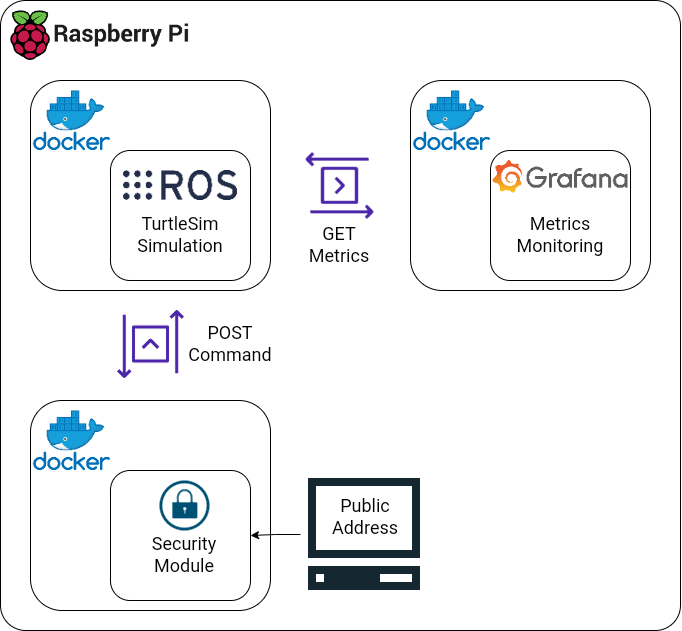 Raspberry Pi
docker
ROS
TurtleSim
Simulation
GET
Metrics
docker
Grafana
Metrics
Monitoring
POST
Command
docker
Security
Module
Public
Address